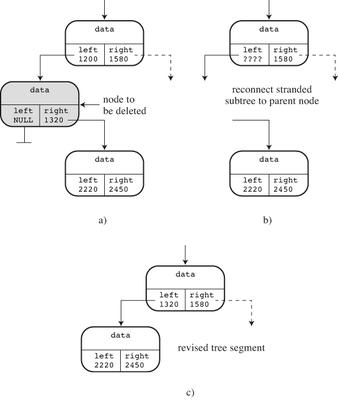 data
left right
1200 1580
data
left right
NULL 1320
node to
be deleted
data
left right
2220 2450
a)
data
left right
???? 1580
reconnect stranded
subtree to parent node
data
left right
2220 2450
b)
data
left right
1320 1580
data
left right
2220 2450
revised tree segment
c)